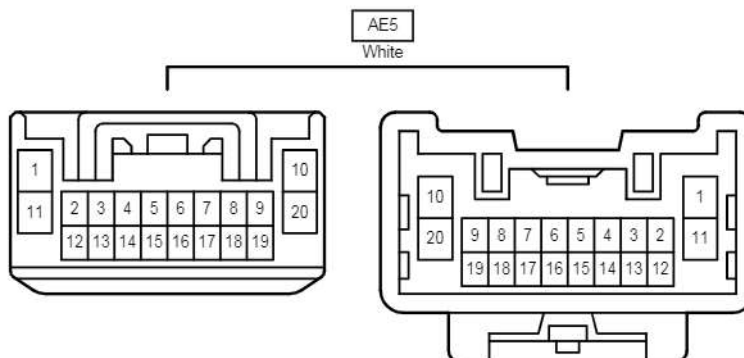 AE5
White
1 10
11 2 3 4 5 6 7 8 9 20
12 13 14 15 16 17 18 19
10 1
20 9 8 7 6 5 4 3 2 11
19 18 17 16 15 14 13 12